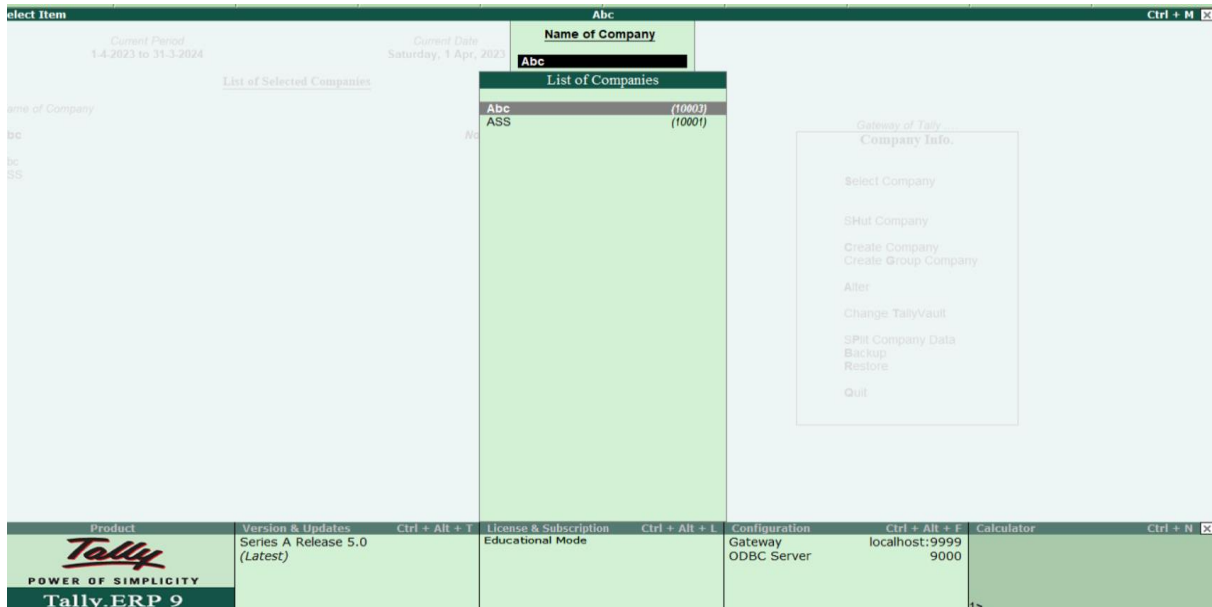 elect Item Abc Ctrl + M
Current Period Current Date
1-4-2023 to 31-3-2024 Saturday, 1 Apr, 2023
Name of Company
Abc
List of Selected Companies
List of Companies
ame of Company
Abc (10003)
ASS (10001)
bc No
bc
SS
Gateway of Tally
Company Info.
Select Company
SHut Company
Create Company
Create Group Company
Alter
Change TallyVault
SPlit Company Data
Backup
Restore
Quit
Product Version & Updates Ctrl + Alt + T License & Subscription Ctrl + Alt + L Configuration Ctrl + Alt + F Calculator Ctrl + N
Series A Release 5.0 Educational Mode Gateway localhost:9999
(Latest) ODBC Server 9000
Tally
POWER OF SIMPLICITY
Tally.ERP 9
1>